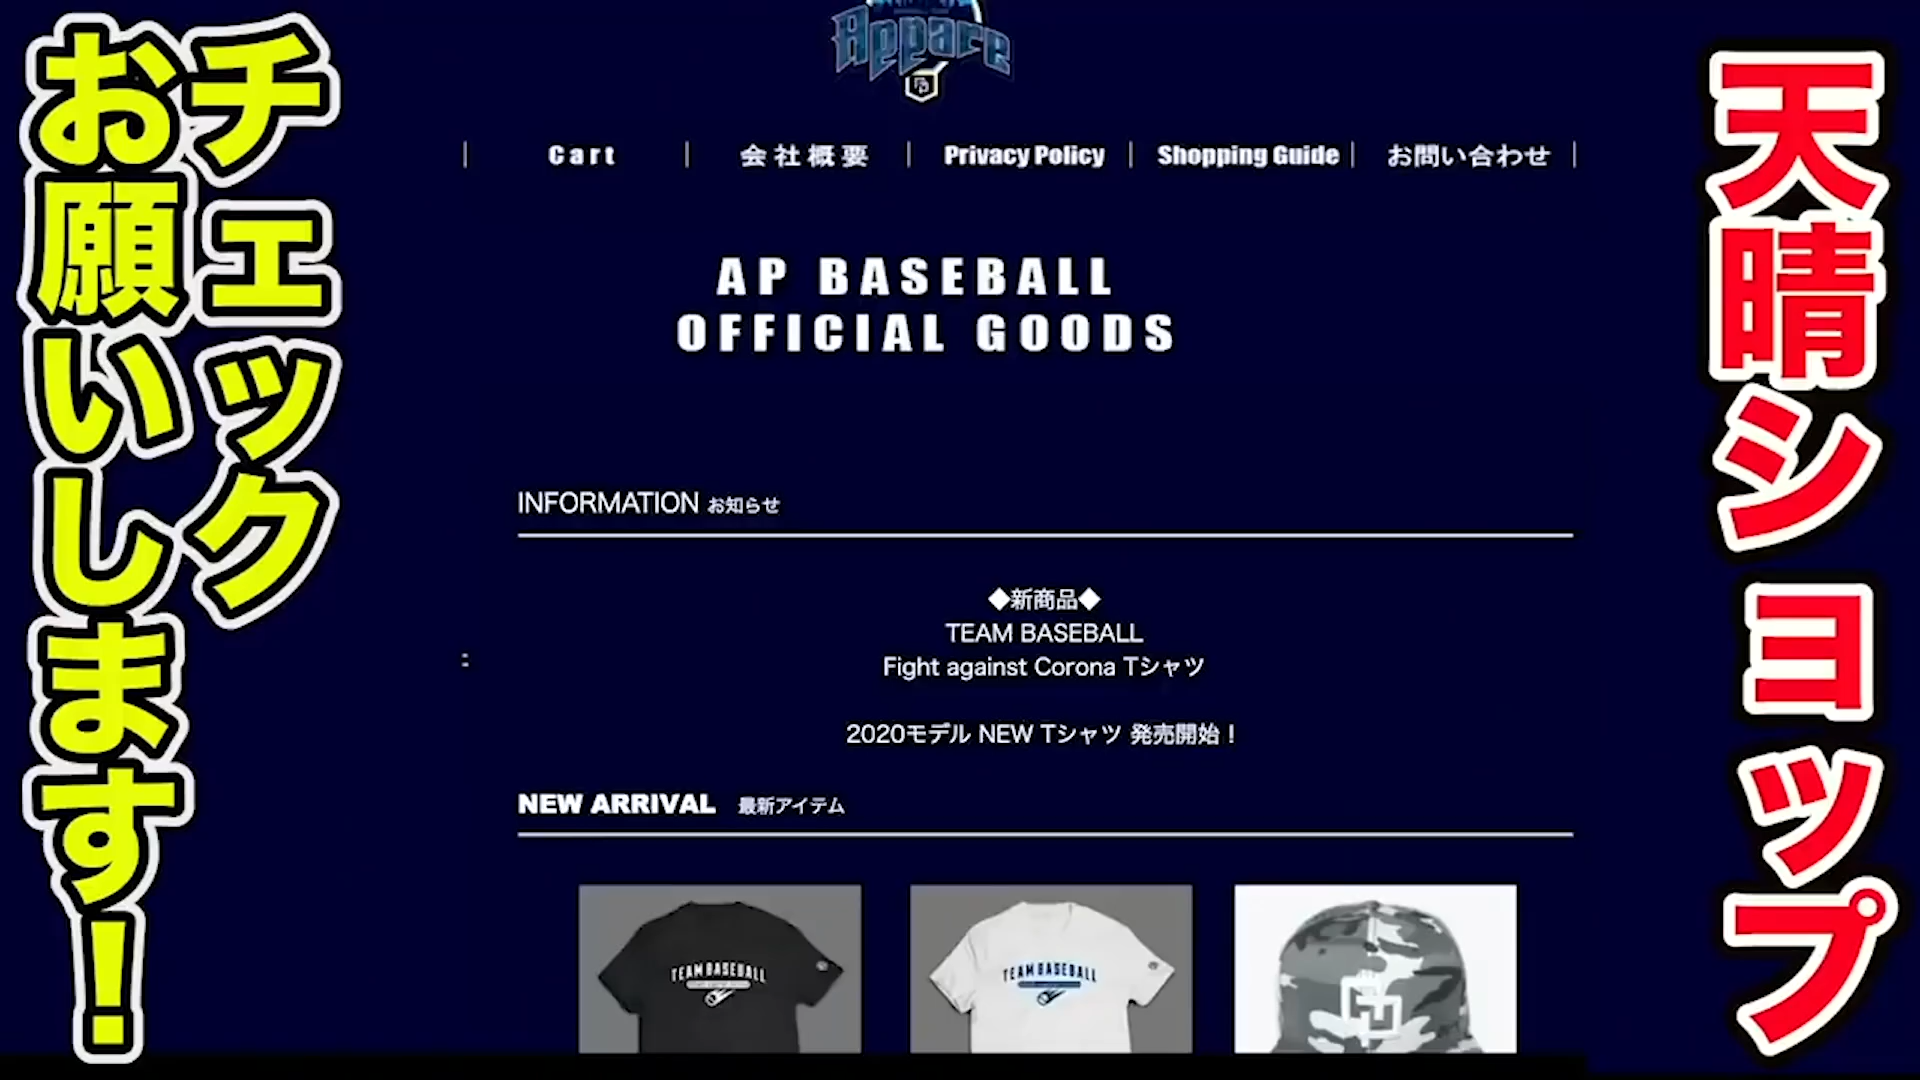 天晴ショップ
チェック
お願いします!
Appare
Cart
会社概要
Privacy Policy
Shopping Guide
お問い合わせ
AP BASEBALL
OFFICIAL GOODS
INFORMATION お知らせ
◆新商品◆
TEAM BASEBALL
Fight against Corona Tシャツ
2020モデル NEW Tシャツ 発売開始！
NEW ARRIVAL 最新アイテム
TEAM BASEBALL
TEAM BASEBALL